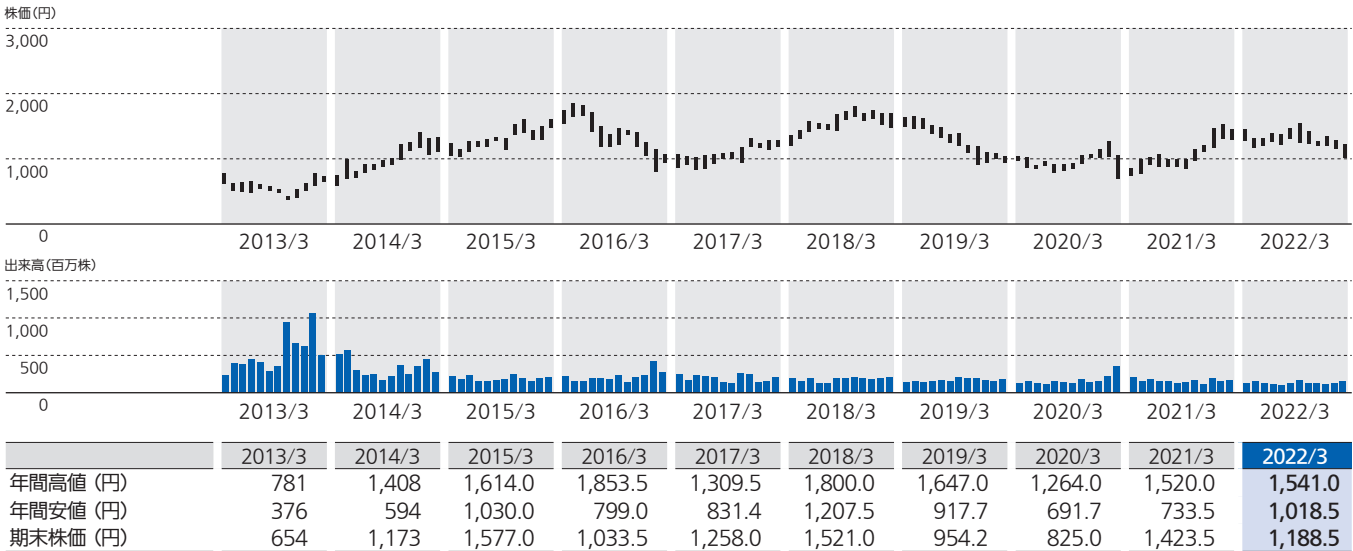 株価(円)
3,000
2,000
1,000
0
2013/3 2014/3 2015/3 2016/3 2017/3 2018/3 2019/3 2020/3 2021/3 2022/3
出来高(百万株)
1,500
1,000
500
0
2013/3 2014/3 2015/3 2016/3 2017/3 2018/3 2019/3 2020/3 2021/3 2022/3
2013/3 2014/3 2015/3 2016/3 2017/3 2018/3 2019/3 2020/3 2021/3 2022/3
年間高値 (円) 781 1,408 1,614.0 1,853.5 1,309.5 1,800.0 1,647.0 1,264.0 1,520.0 1,541.0
年間安値 (円) 376 594 1,030.0 799.0 831.4 1,207.5 917.7 691.7 733.5 1,018.5
期末株価 (円) 654 1,173 1,577.0 1,033.5 1,258.0 1,521.0 954.2 825.0 1,423.5 1,188.5